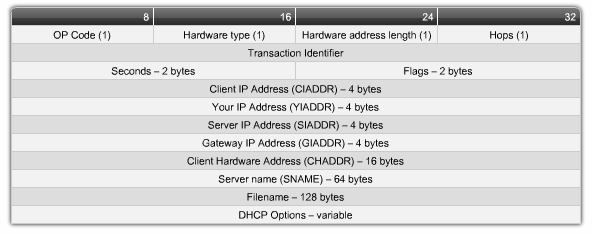 8 16 24 32
OP Code (1) Hardware type (1) Hardware address length (1) Hops (1)
Transaction Identifier
Seconds – 2 bytes Flags – 2 bytes
Client IP Address (CIADDR) – 4 bytes
Your IP Address (YIADDR) – 4 bytes
Server IP Address (SIADDR) – 4 bytes
Gateway IP Address (GIADDR) – 4 bytes
Client Hardware Address (CHADDR) – 16 bytes
Server name (SNAME) – 64 bytes
Filename – 128 bytes
DHCP Options – variable